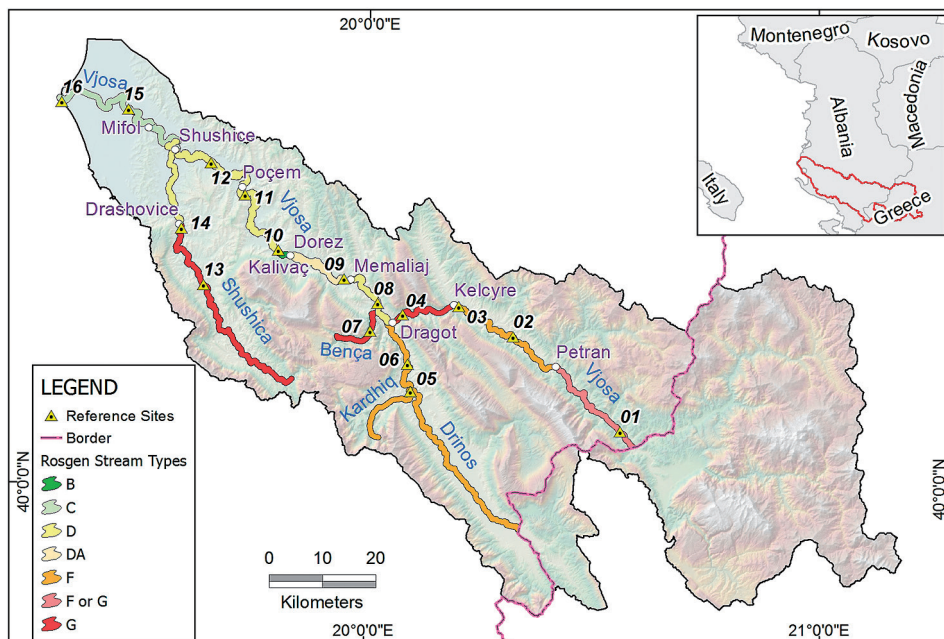 20°0'0"E
Montenegro
Kosovo
Albania
Macedonia
Italy
Greece
16
Vjosa
15
Mifol
Shushice
12
Poçem
11
Vjosa
Drashovice
14
10
Dorez
Kalivaç
09
Memaliaj
13
Shushica
08
04
Kelcyre
03
02
07
Dragot
Bença
06
Petran
05
Kardhiq
Vjosa
01
Drinos
LEGEND
Reference Sites
Border
Rosgen Stream Types
B
C
D
DA
F
F or G
G
40°0'0"N
40°0'0"N
0 10 20
Kilometers
20°0'0"E
21°0'0"E